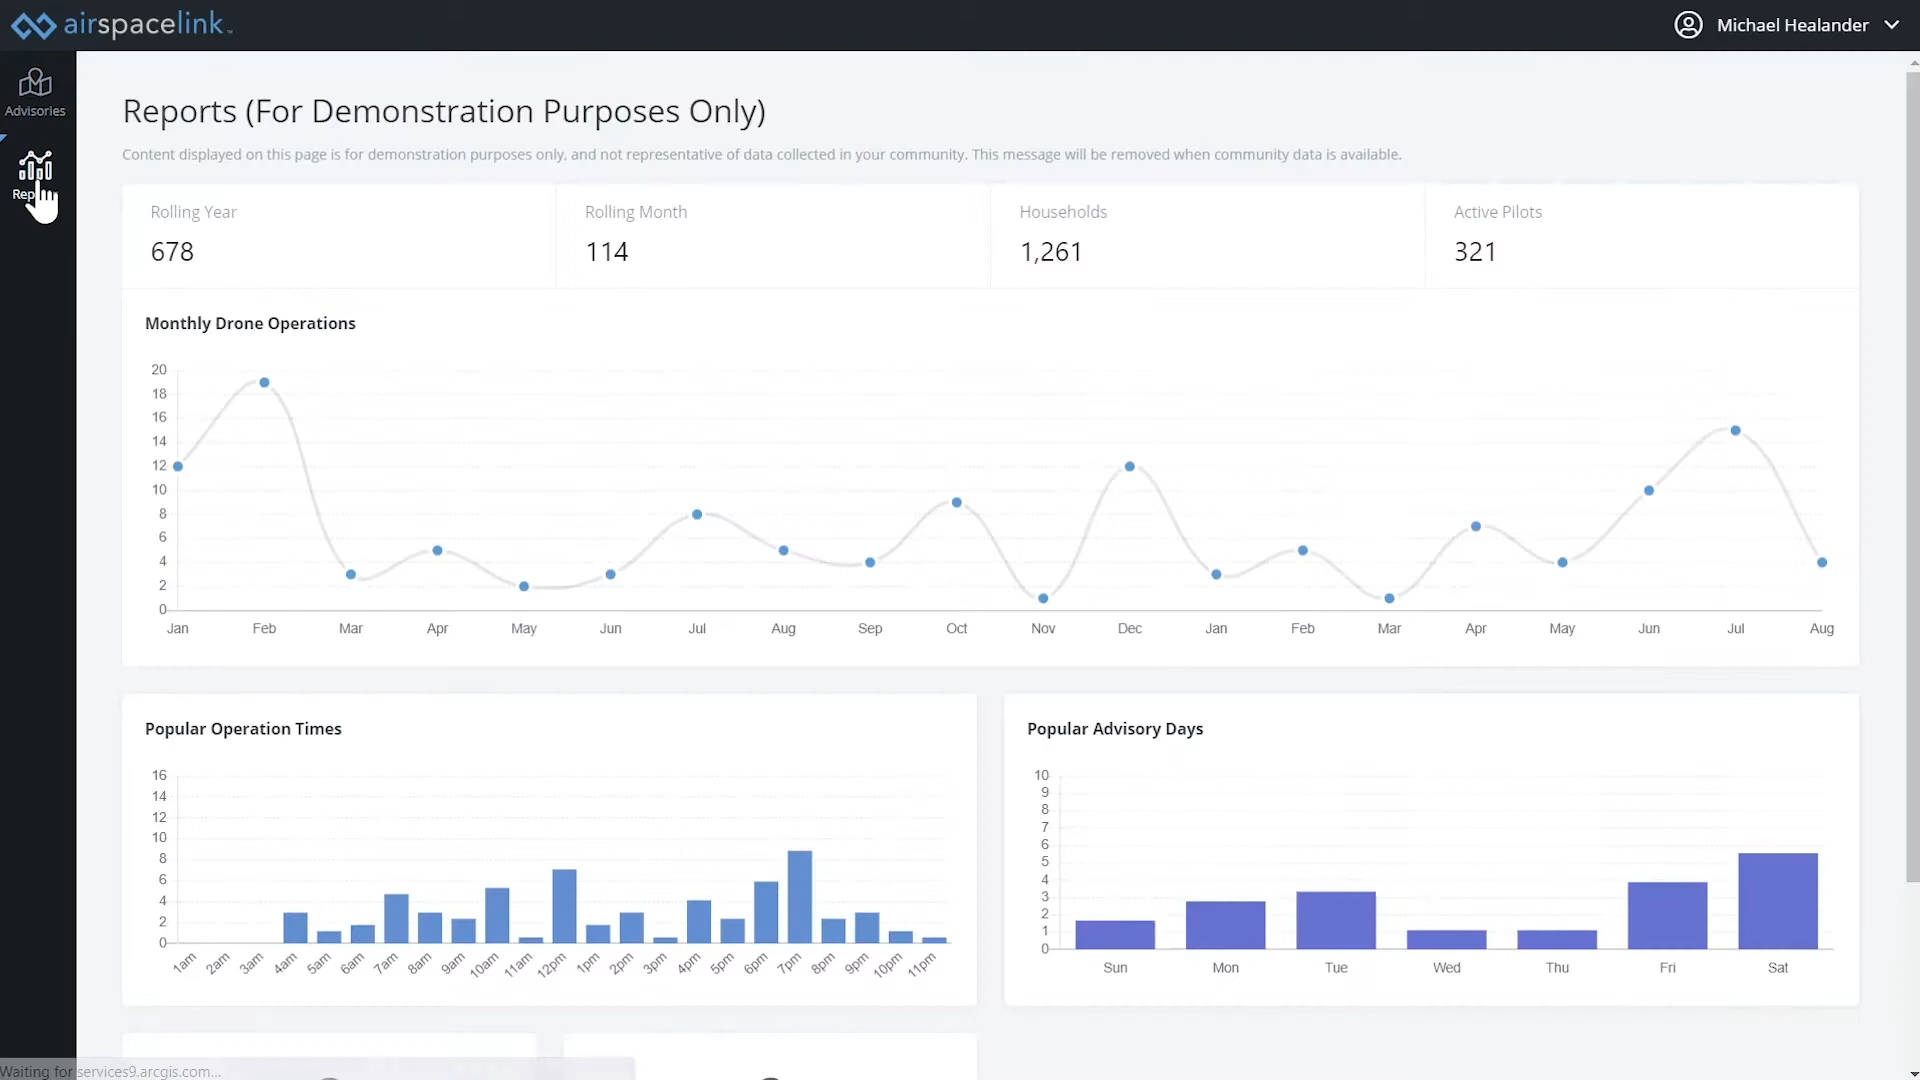 airspacelink™
Michael Healander
Advisories
Rep
Reports (For Demonstration Purposes Only)
Content displayed on this page is for demonstration purposes only, and not representative of data collected in your community. This message will be removed when community data is available.
Rolling Year
678
Rolling Month
114
Households
1,261
Active Pilots
321
Monthly Drone Operations
20
18
16
14
12
10
8
6
4
2
0
Jan Feb Mar Apr May Jun Jul Aug Sep Oct Nov Dec Jan Feb Mar Apr May Jun Jul Aug
Popular Operation Times
16
14
12
10
8
6
4
2
0
1am 2am 3am 4am 5am 6am 7am 8am 9am 10am 11am 12pm 1pm 2pm 3pm 4pm 5pm 6pm 7pm 8pm 9pm 10pm 11pm
Popular Advisory Days
10
9
8
7
6
5
4
3
2
1
0
Sun Mon Tue Wed Thu Fri Sat
Waiting for services9.arcgis.com...